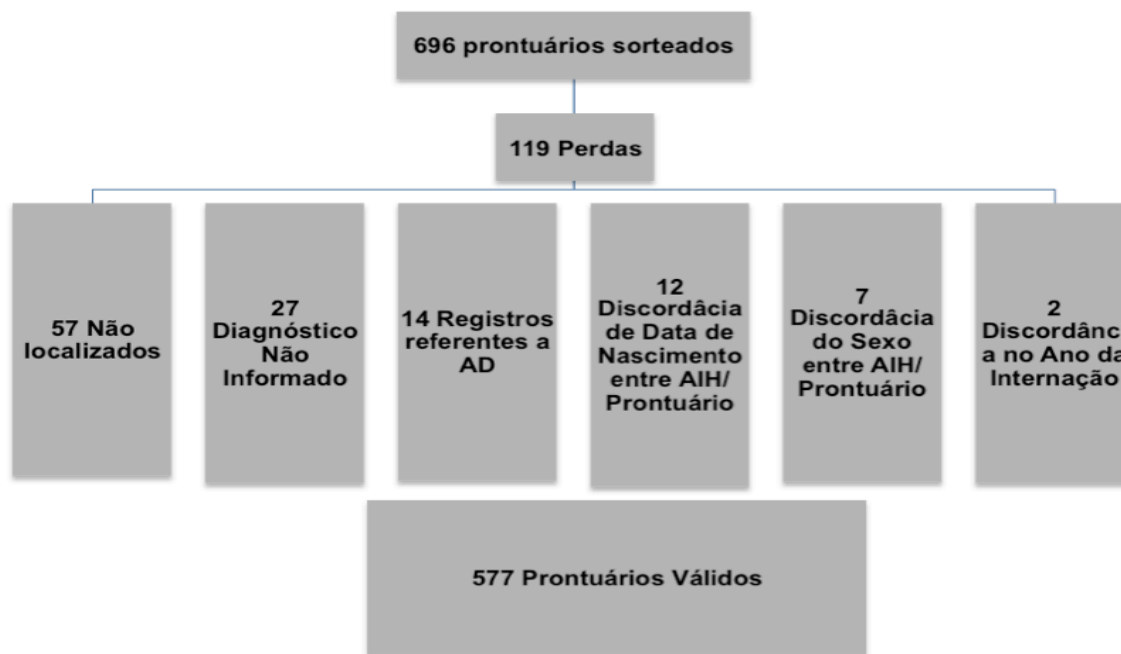 696 prontuários sorteados
119 Perdas
57 Não
localizados
27
Diagnóstico
Não
Informado
14 Registros
referentes a
AD
12
Discordâcia
de Data de
Nascimento
entre AIH/
Prontuário
7
Discordâcia
do Sexo
entre AIH/
Prontuário
2
Discordânc
a no Ano da
Internação
577 Prontuários Válidos